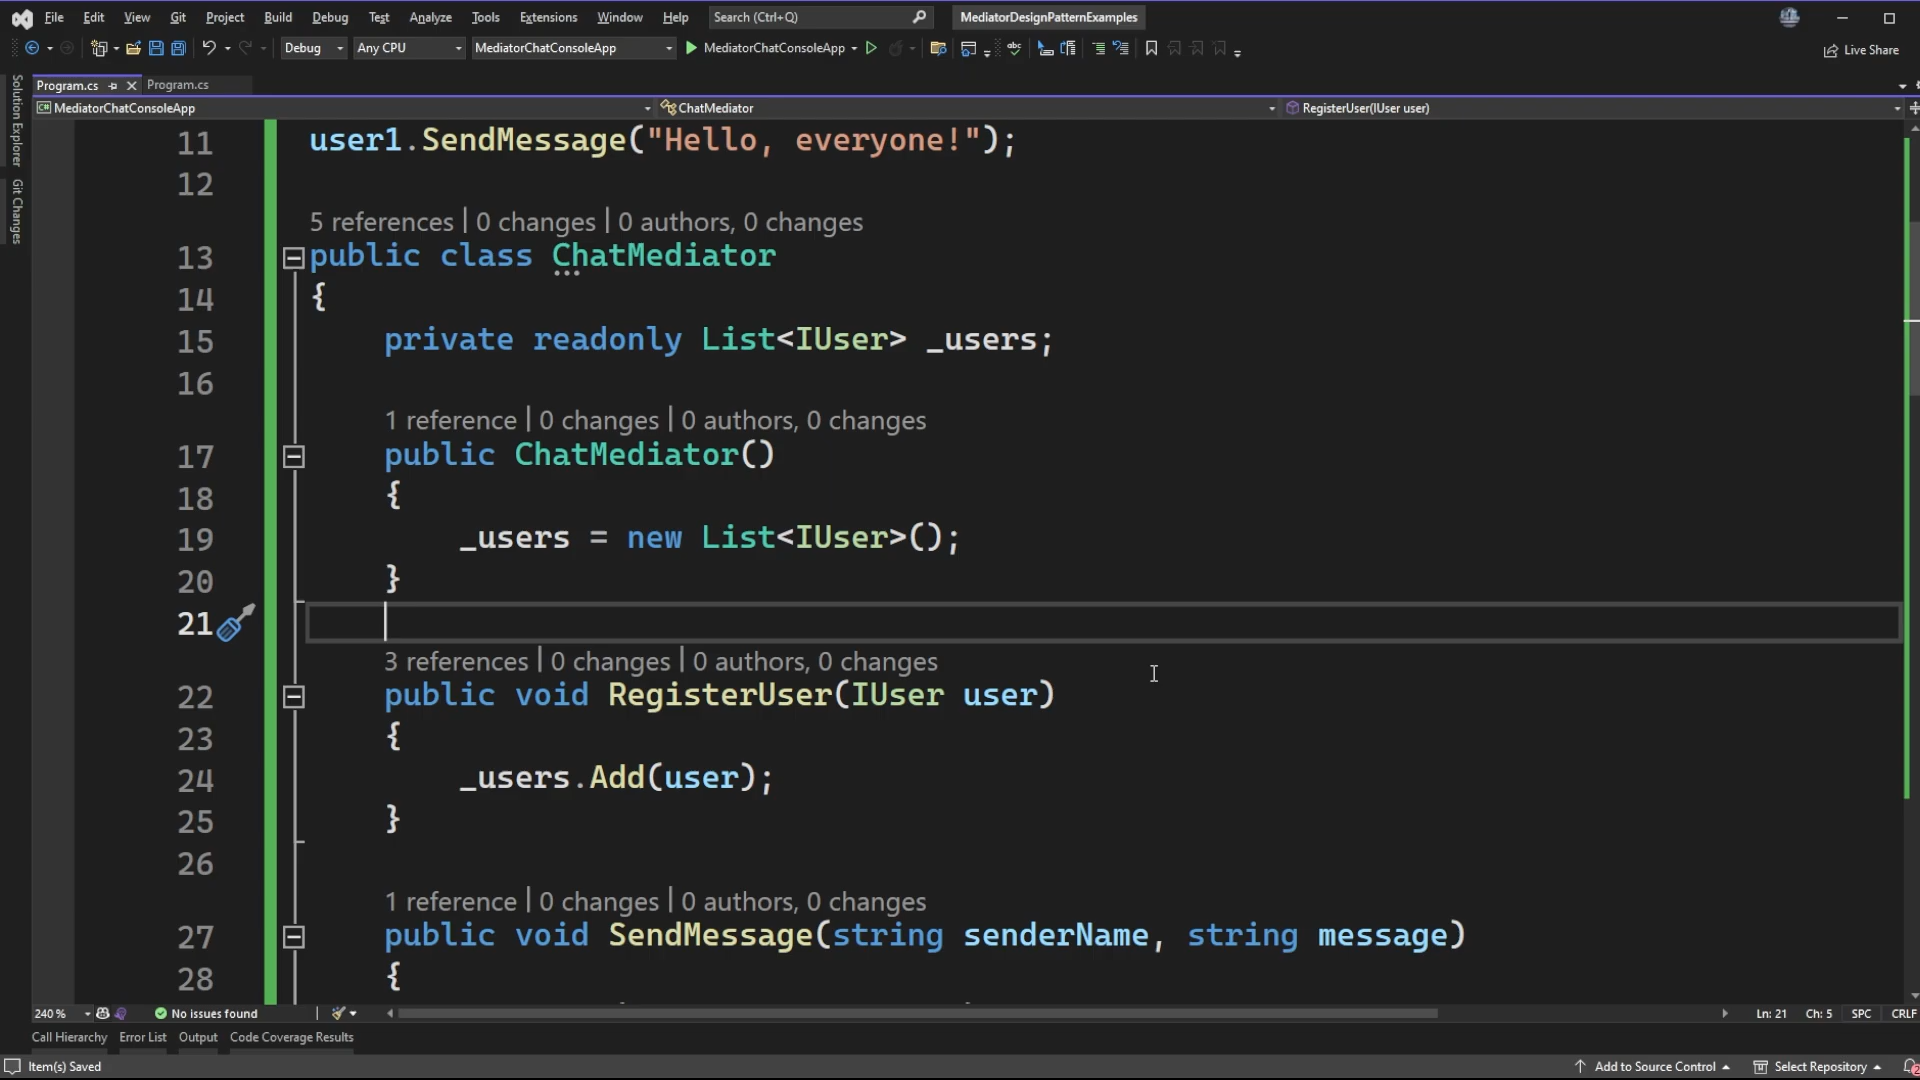 File Edit View Git Project Build Debug Test Analyze Tools Extensions Window Help Search (Ctrl+Q) MediatorDesignPatternExamples
Debug Any CPU MediatorChatConsoleApp MediatorChatConsoleApp Live Share
Solution Explorer
Git Changes
Program.cs Program.cs
C# MediatorChatConsoleApp ChatMediator RegisterUser(IUser user)
11 user1.SendMessage("Hello, everyone!");
12
5 references | 0 changes | 0 authors, 0 changes
13 public class ChatMediator
14 {
15 private readonly List<IUser> _users;
16
1 reference | 0 changes | 0 authors, 0 changes
17 public ChatMediator()
18 {
19 _users = new List<IUser>();
20 }
21
3 references | 0 changes | 0 authors, 0 changes
22 public void RegisterUser(IUser user)
23 {
24 _users.Add(user);
25 }
26
1 reference | 0 changes | 0 authors, 0 changes
27 public void SendMessage(string senderName, string message)
28 {
240 % No issues found Ln: 21 Ch: 5 SPC CRLF
Call Hierarchy Error List Output Code Coverage Results
Item(s) Saved Add to Source Control Select Repository 2